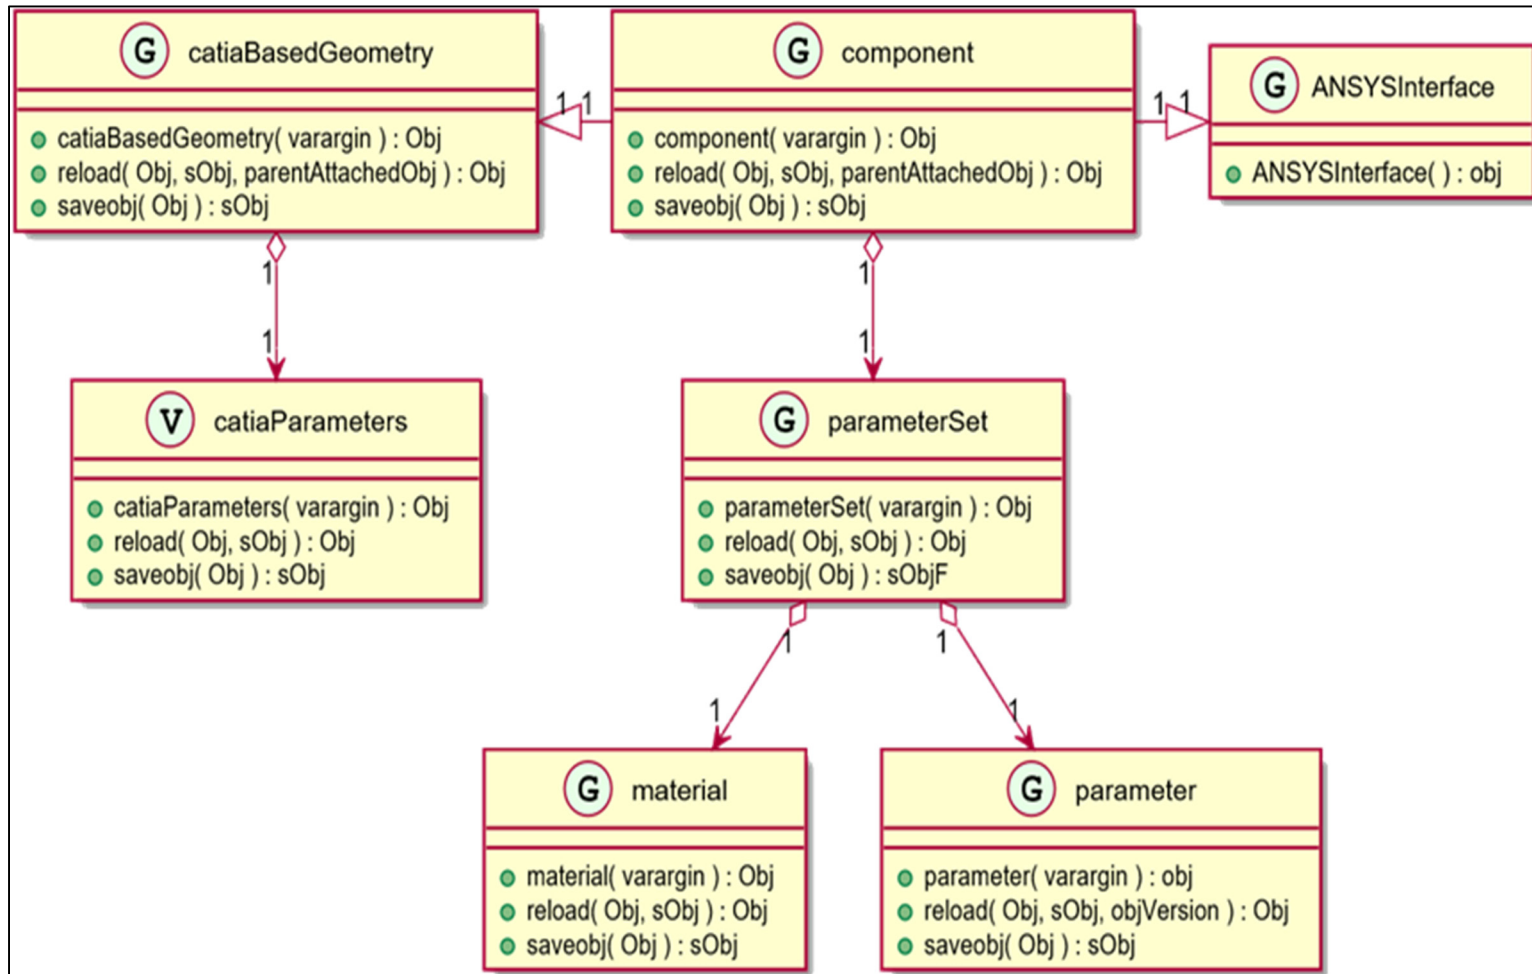 G catiaBasedGeometry
catiaBasedGeometry( varargin ) : Obj
reload( Obj, sObj, parentAttachedObj ) : Obj
saveobj( Obj ) : sObj
1 1
G component
component( varargin ) : Obj
reload( Obj, sObj, parentAttachedObj ) : Obj
saveobj( Obj ) : sObj
1 1
G ANSYSInterface
ANSYSInterface( ) : obj
1
1
1
1
V catiaParameters
catiaParameters( varargin ) : Obj
reload( Obj, sObj ) : Obj
saveobj( Obj ) : sObj
G parameterSet
parameterSet( varargin ) : Obj
reload( Obj, sObj ) : Obj
saveobj( Obj ) : sObjF
1
1
1
1
G material
material( varargin ) : Obj
reload( Obj, sObj ) : Obj
saveobj( Obj ) : sObj
G parameter
parameter( varargin ) : obj
reload( Obj, sObj, objVersion ) : Obj
saveobj( Obj ) : sObj